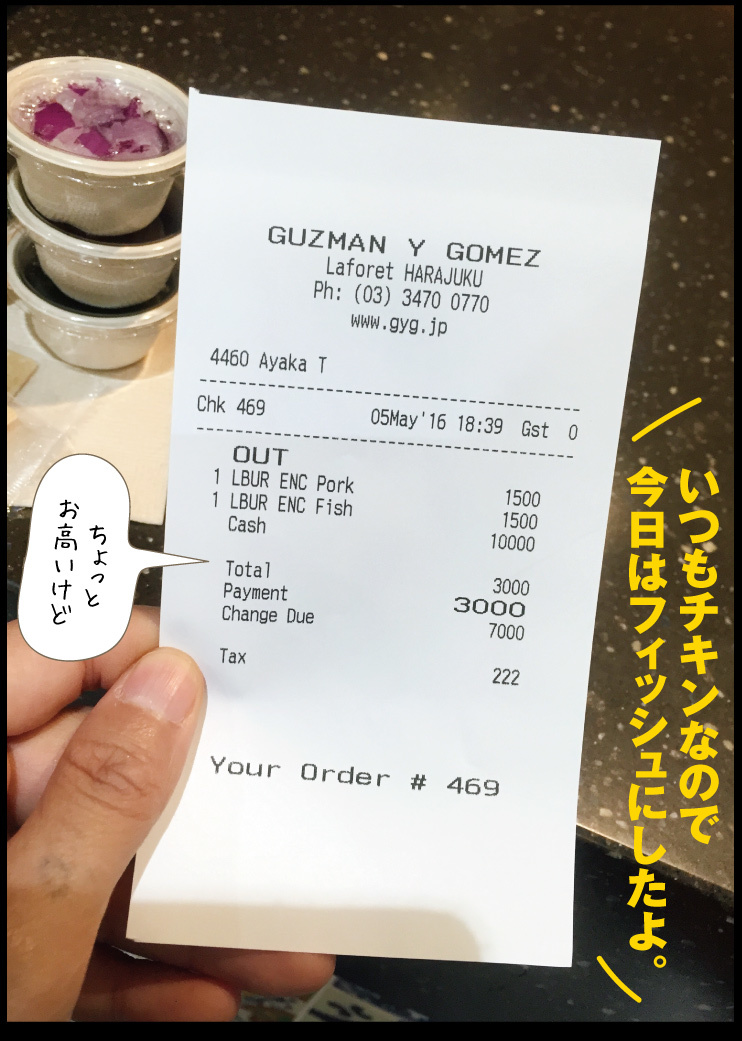 GUZMAN Y GOMEZ
Laforet HARAJUKU
Ph: (03) 3470 0770
www.gyg.jp
4460 Ayaka T
Chk 469 05May'16 18:39 Gst 0
OUT
1 LBUR ENC Pork 1500
1 LBUR ENC Fish 1500
Cash 10000
Total 3000
Payment 3000
Change Due 7000
Tax 222
Your Order # 469
ちょっと
お高いけど
いつもチキンなので
今日はフィッシュにしたよ。